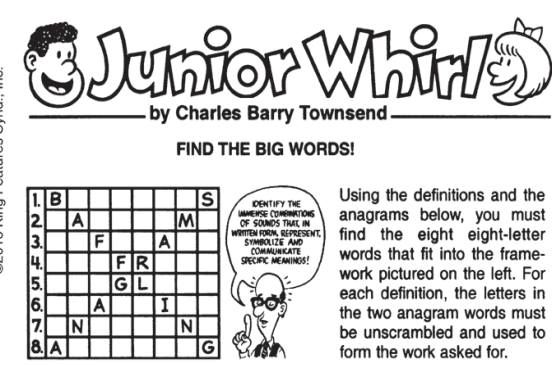 Junior Whirl
by Charles Barry Townsend
FIND THE BIG WORDS!
1. B S
2. A M
3. F A
4. F R
5. G L
6. A I
7. N N
8. A G
IDENTIFY THE
IMMENSE COMBINATIONS
OF SOUNDS THAT, IN
WRITTEN FORM, REPRESENT,
SYMBOLIZE AND
COMMUNICATE
SPECIFIC MEANINGS!
Using the definitions and the
anagrams below, you must
find the eight eight-letter
words that fit into the frame-
work pictured on the left. For
each definition, the letters in
the two anagram words must
be unscrambled and used to
form the work asked for.
King Features Synd., Inc.